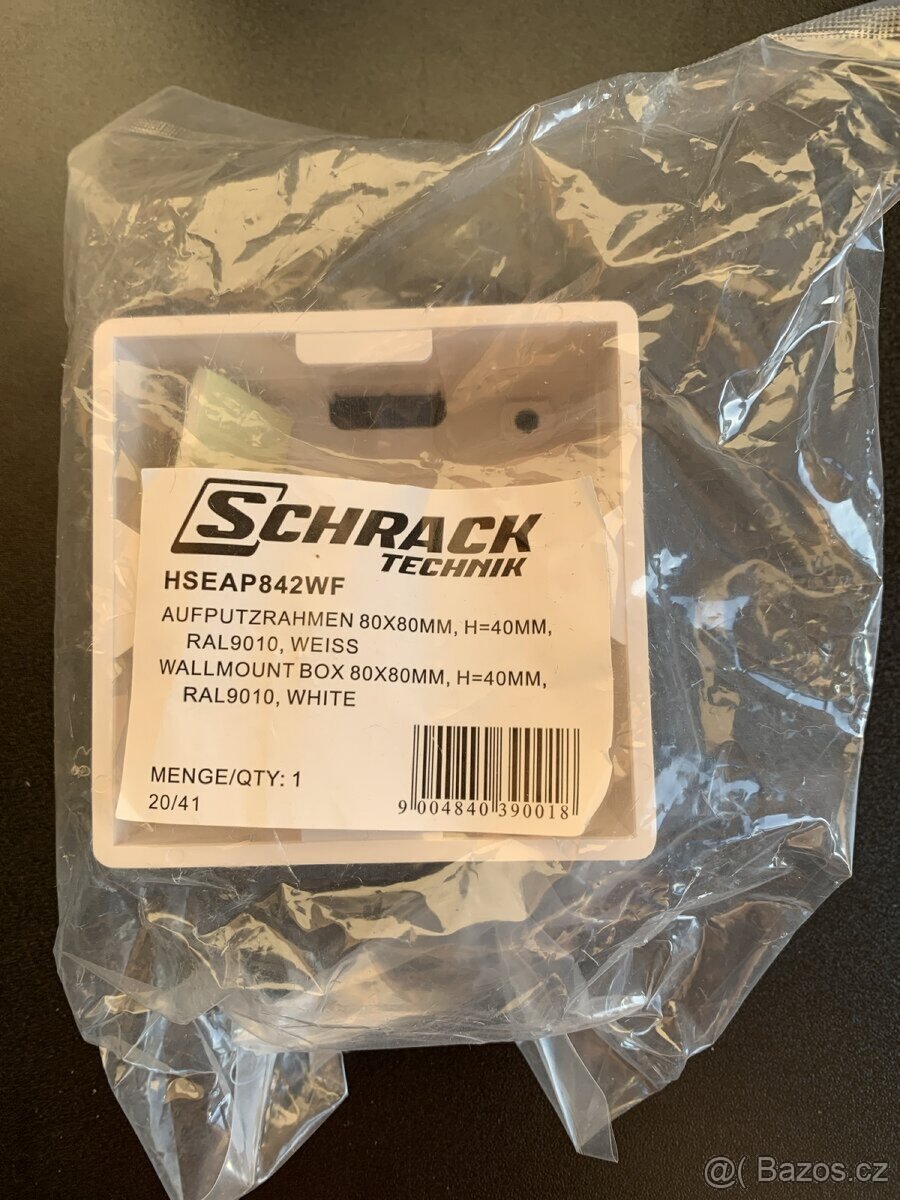 SCHRACK
TECHNIK
HSEAP842WF
AUFPUTZRAHMEN 80X80MM, H=40MM,
RAL9010, WEISS
WALLMOUNT BOX 80X80MM, H=40MM,
RAL9010, WHITE
MENGE/QTY: 1
20/41
9 004840 390018
@( Bazos.cz